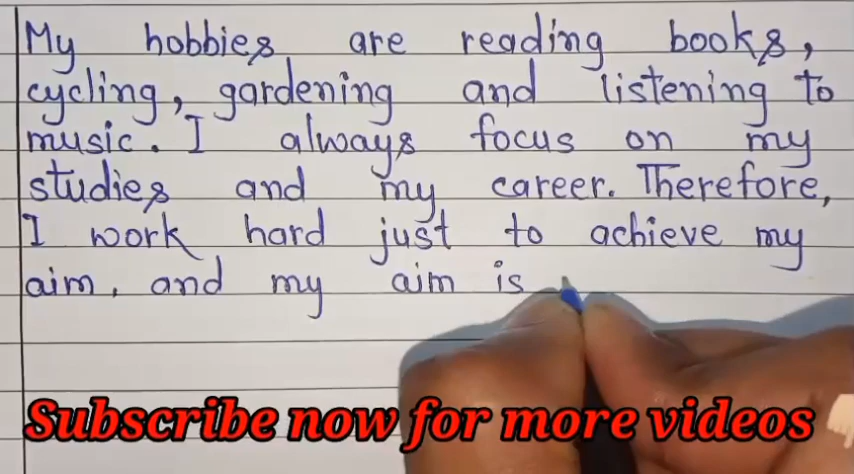 My hobbies are reading books,
cycling, gardening and listening to
music. I always focus on my
studies and my career. Therefore,
I work hard just to achieve my
aim, and my aim is
Subscribe now for more videos